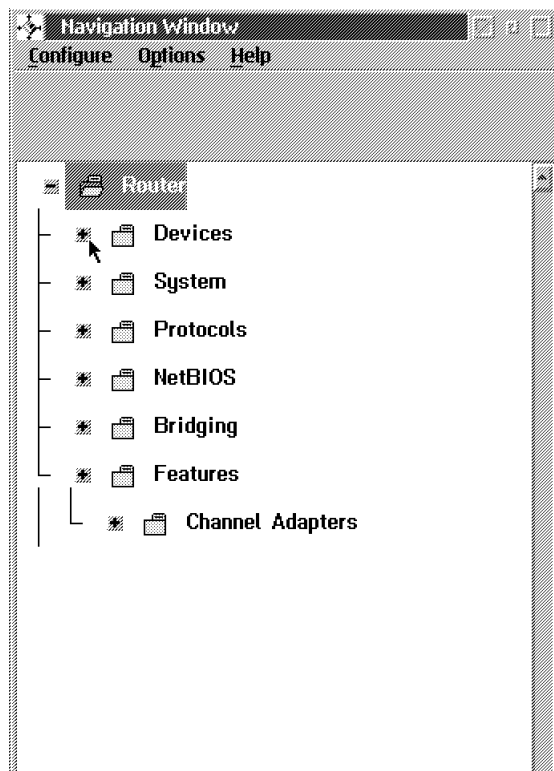 Navigation Window
Configure Options Help
Router
Devices
System
Protocols
NetBIOS
Bridging
Features
Channel Adapters